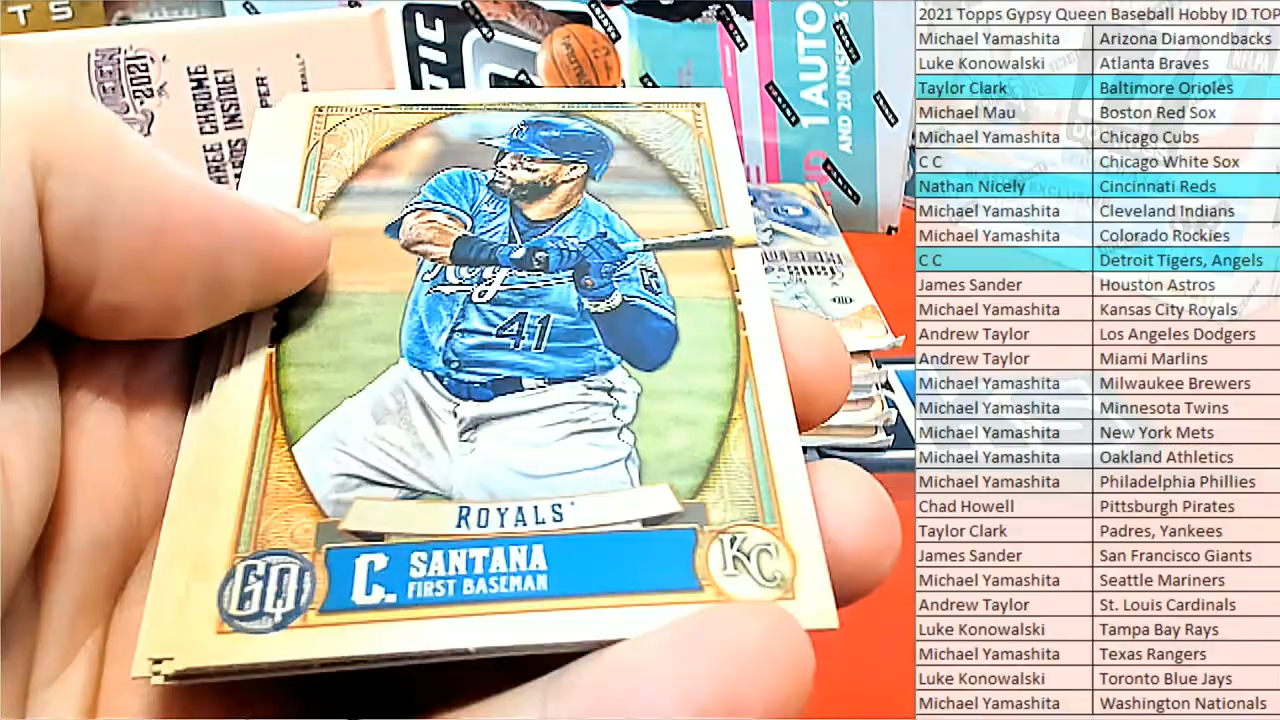 TS
QUEEN
2021
THREE CHROME
CARDS INSIDE!
PER
TIC
1 AUTO
AND 20 INS
41
ROYALS
C. SANTANA
FIRST BASEMAN
GQ
KC
2021 Topps Gypsy Queen Baseball Hobby ID TOP
Michael Yamashita Arizona Diamondbacks
Luke Konowalski Atlanta Braves
Taylor Clark Baltimore Orioles
Michael Mau Boston Red Sox
Michael Yamashita Chicago Cubs
C C Chicago White Sox
Nathan Nicely Cincinnati Reds
Michael Yamashita Cleveland Indians
Michael Yamashita Colorado Rockies
C C Detroit Tigers, Angels
James Sander Houston Astros
Michael Yamashita Kansas City Royals
Andrew Taylor Los Angeles Dodgers
Andrew Taylor Miami Marlins
Michael Yamashita Milwaukee Brewers
Michael Yamashita Minnesota Twins
Michael Yamashita New York Mets
Michael Yamashita Oakland Athletics
Michael Yamashita Philadelphia Phillies
Chad Howell Pittsburgh Pirates
Taylor Clark Padres, Yankees
James Sander San Francisco Giants
Michael Yamashita Seattle Mariners
Andrew Taylor St. Louis Cardinals
Luke Konowalski Tampa Bay Rays
Michael Yamashita Texas Rangers
Luke Konowalski Toronto Blue Jays
Michael Yamashita Washington Nationals